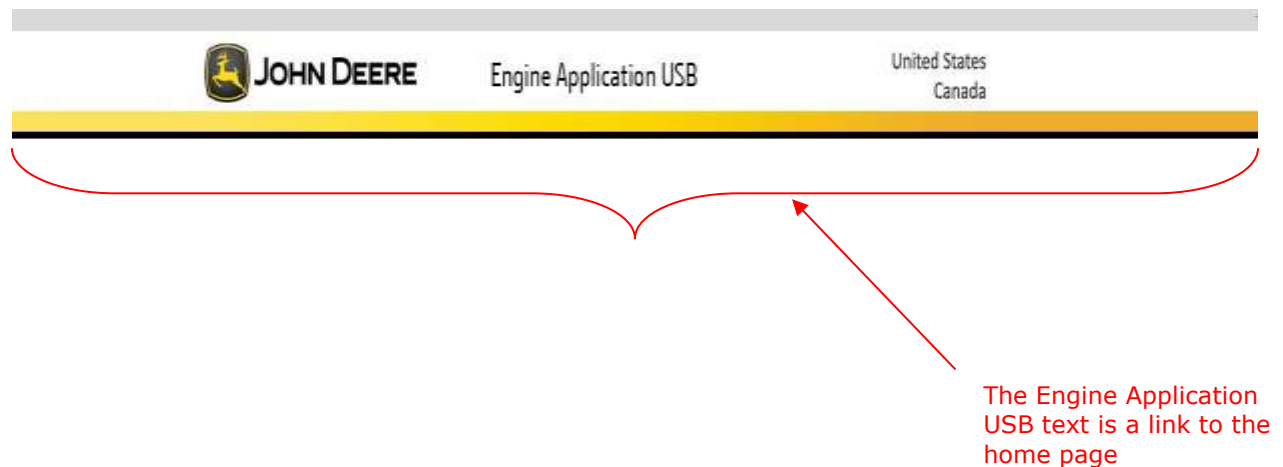 JOHN DEERE
Engine Application USB
United States
Canada
The Engine Application
USB text is a link to the
home page